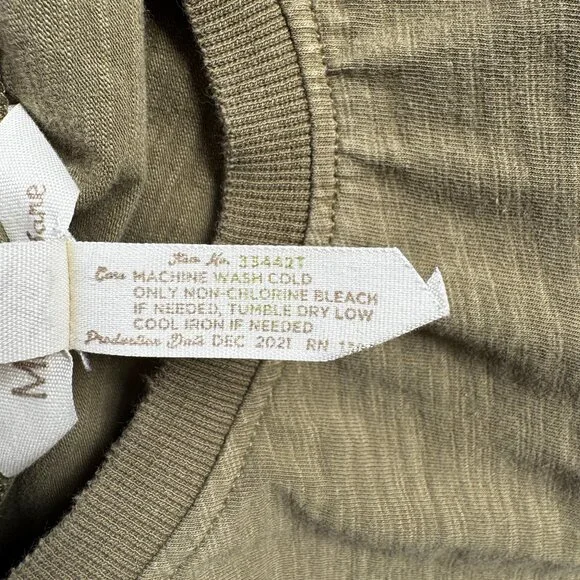 Item No. 33442T
Care MACHINE WASH COLD
ONLY NON-CHLORINE BLEACH
IF NEEDED, TUMBLE DRY LOW
COOL IRON IF NEEDED
Production Date DEC 2021 RN
Jane